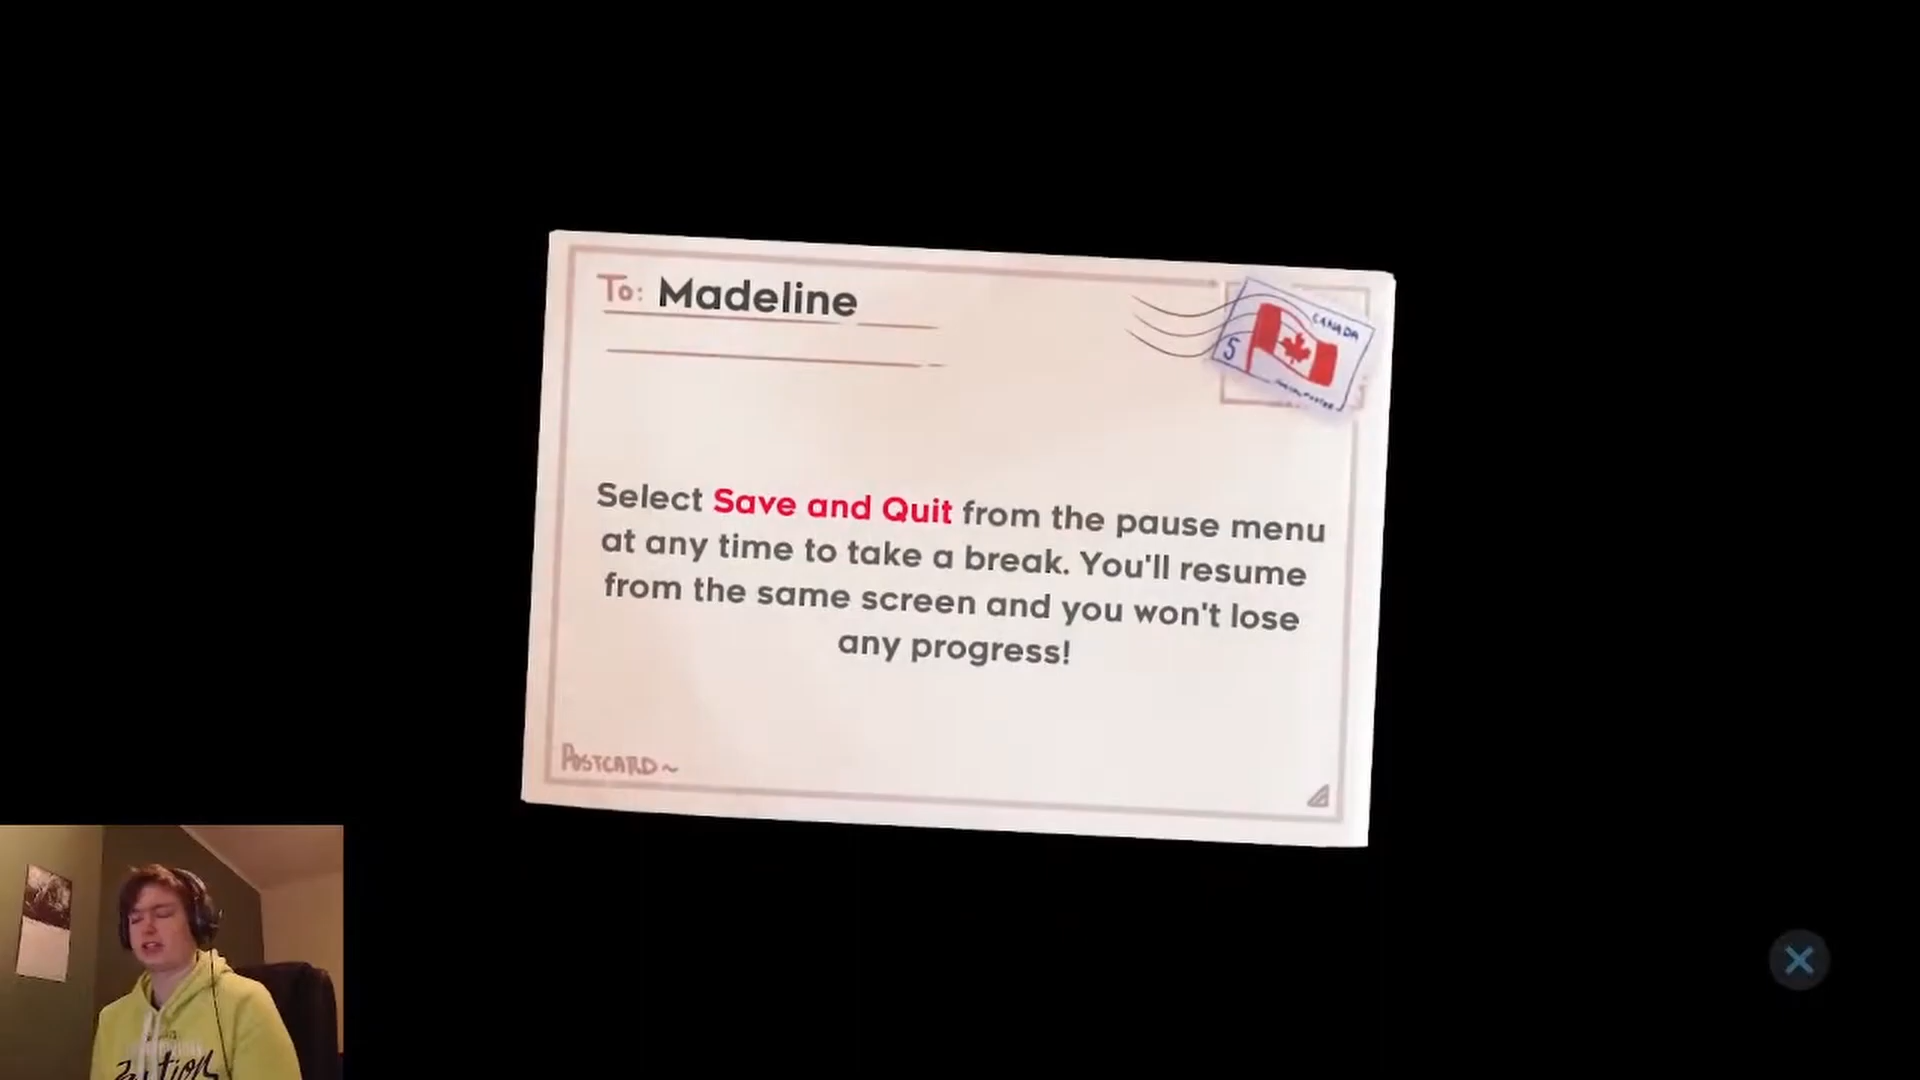 To: Madeline
CANADA
5
Select Save and Quit from the pause menu
at any time to take a break. You'll resume
from the same screen and you won't lose
any progress!
POSTCARD~